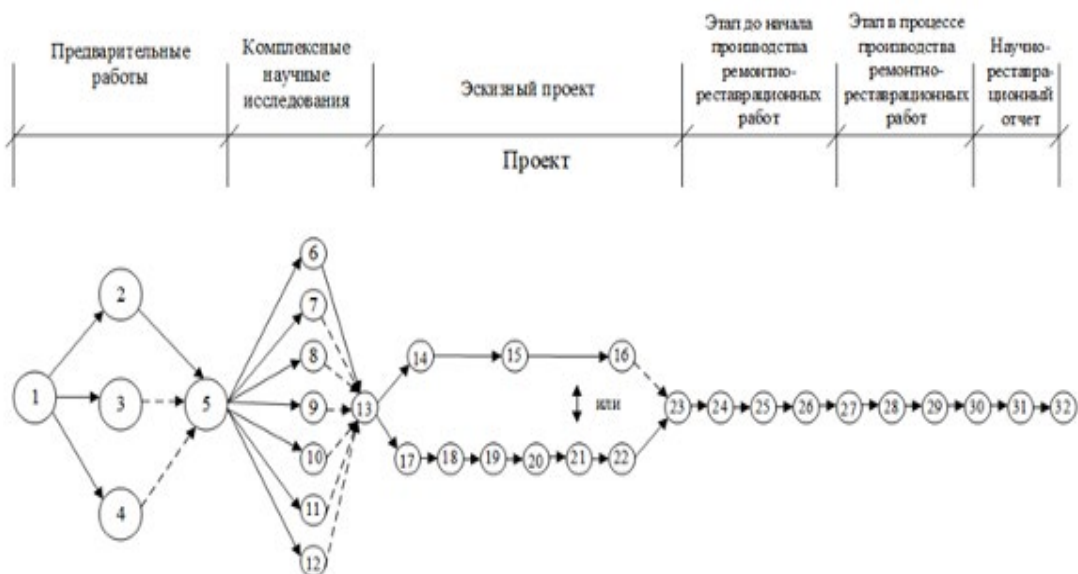 Предварительные
работы
Комплексные
научные
исследования
Эскизный проект
Этап до начала
производства
ремонтно-
реставрационных
работ
Этап в процессе
производства
ремонтно-
реставрационных
работ
Научно-
реставра-
ционный
отчет
Проект
1
2
3
4
5
6
7
8
9
10
11
12
13
14
15
16
или
17
18
19
20
21
22
23
24
25
26
27
28
29
30
31
32